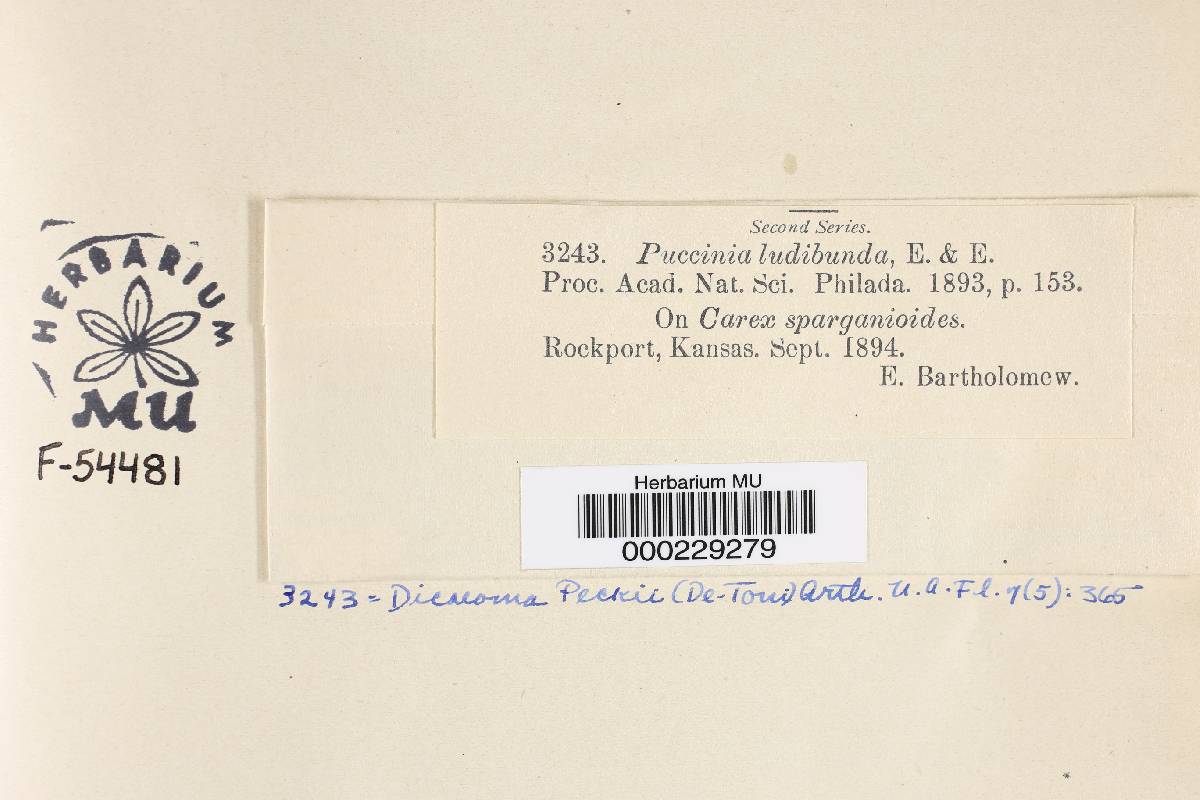 HERBARIUM
MU
F-54481
Second Series.
3243. Puccinia ludibunda, E. & E.
Proc. Acad. Nat. Sci. Philada. 1893, p. 153.
On Carex sparganioides.
Rockport, Kansas. Sept. 1894.
E. Bartholomew.
Herbarium MU
000229279
3243 = Dicaeoma Peckii (De-Toni) Arth. N.A.Fl. 7(5): 365